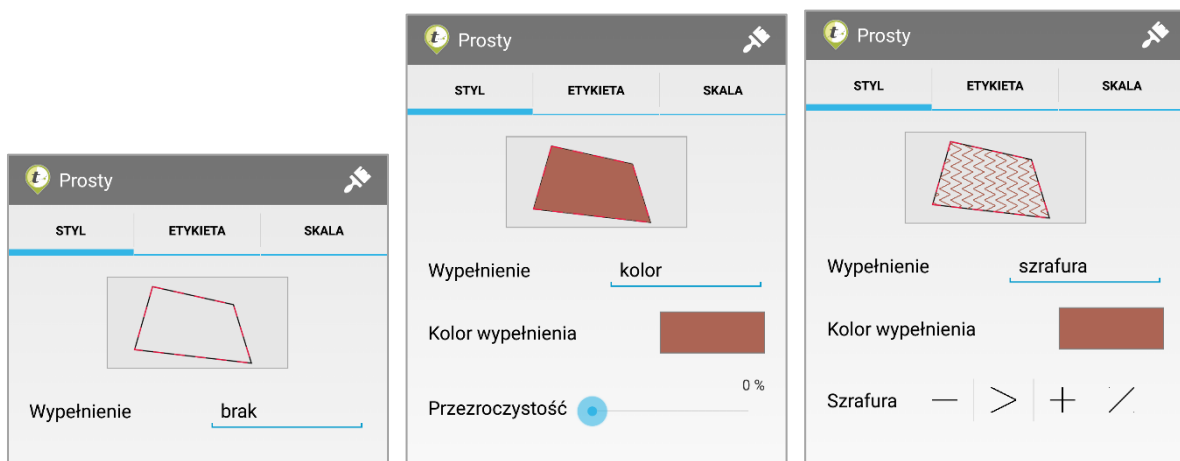 Prosty
STYL ETYKIETA SKALA
Wypełnienie brak
Prosty
STYL ETYKIETA SKALA
Wypełnienie kolor
Kolor wypełnienia
0 %
Przezroczystość
Prosty
STYL ETYKIETA SKALA
Wypełnienie szrafura
Kolor wypełnienia
Szrafura